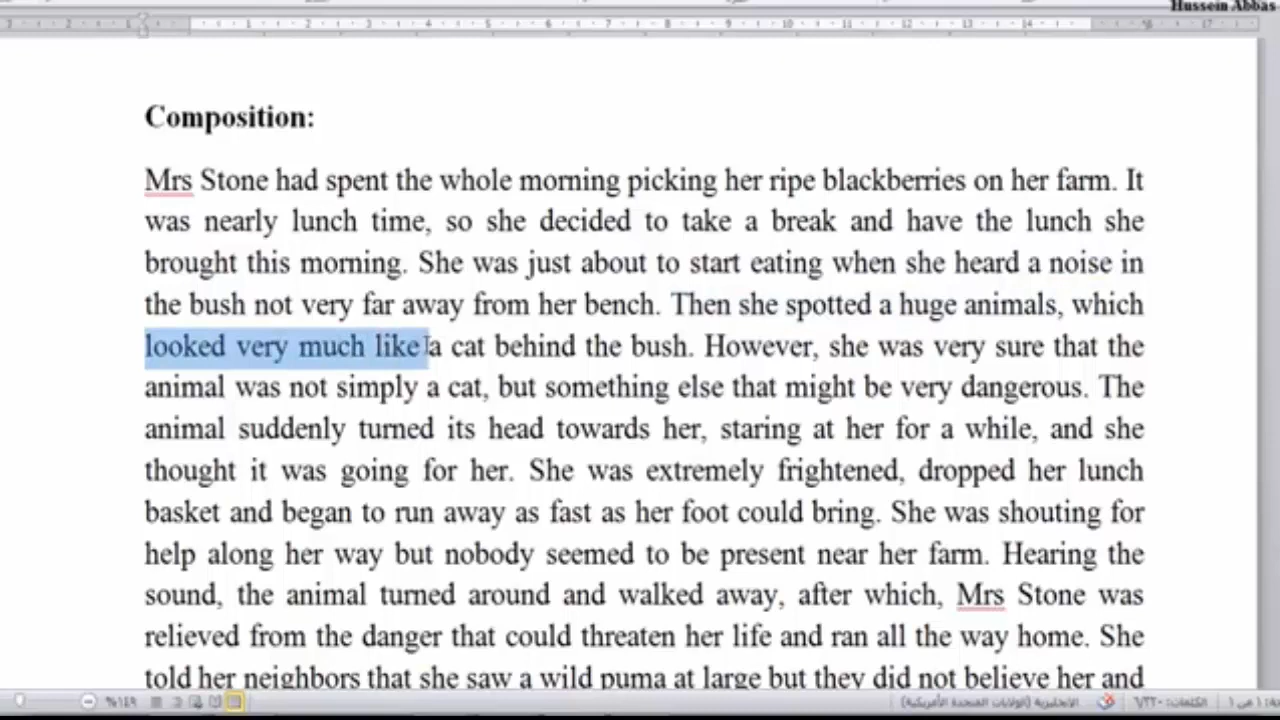 Hussein Abbas
Composition:
Mrs Stone had spent the whole morning picking her ripe blackberries on her farm. It
was nearly lunch time, so she decided to take a break and have the lunch she
brought this morning. She was just about to start eating when she heard a noise in
the bush not very far away from her bench. Then she spotted a huge animals, which
looked very much like a cat behind the bush. However, she was very sure that the
animal was not simply a cat, but something else that might be very dangerous. The
animal suddenly turned its head towards her, staring at her for a while, and she
thought it was going for her. She was extremely frightened, dropped her lunch
basket and began to run away as fast as her foot could bring. She was shouting for
help along her way but nobody seemed to be present near her farm. Hearing the
sound, the animal turned around and walked away, after which, Mrs Stone was
relieved from the danger that could threaten her life and ran all the way home. She
told her neighbors that she saw a wild puma at large but they did not believe her and
%١٤٩ الإنجليزية (الولايات المتحدة الأمريكية) الكلمات: ٦/٢٢٠